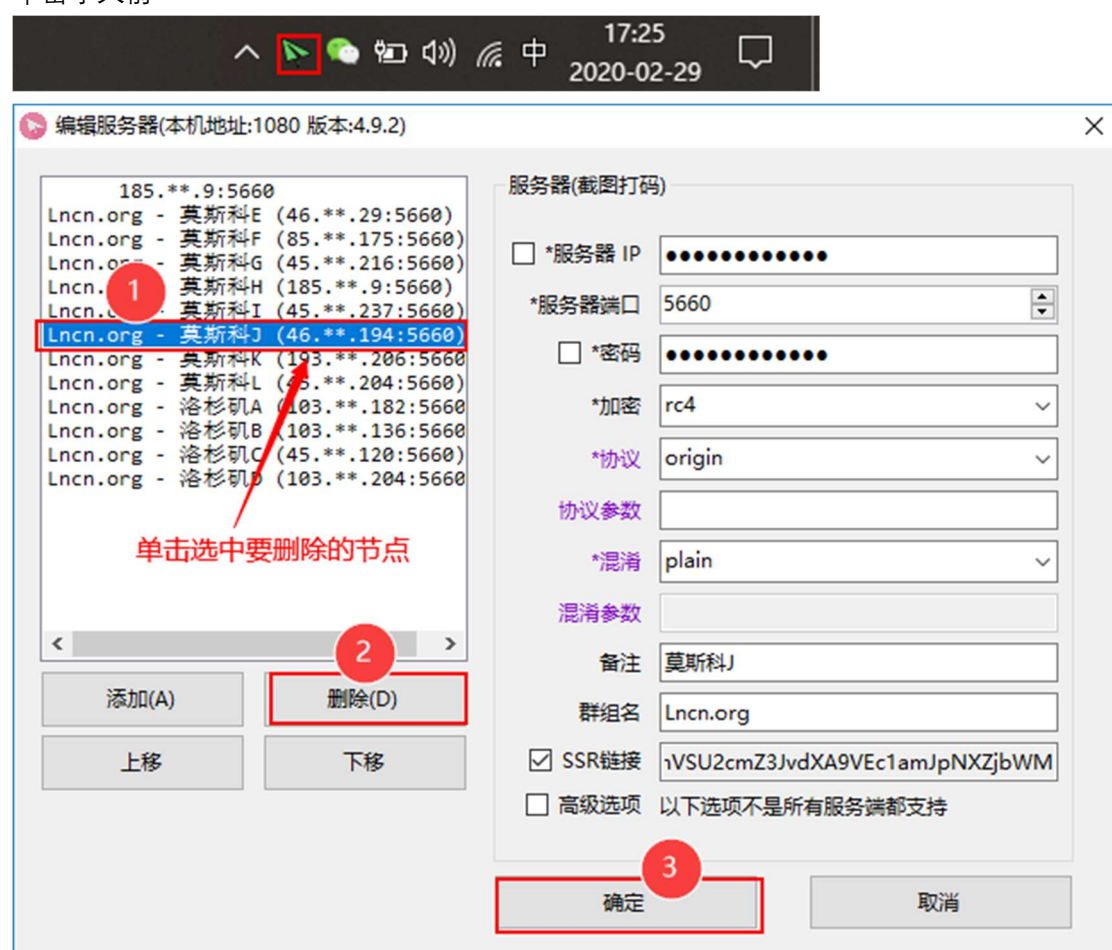 中
17:25
2020-02-29
编辑服务器(本机地址:1080 版本:4.9.2)
185.**.9:5660
Lncn.org - 莫斯科E (46.**.29:5660)
Lncn.org - 莫斯科F (85.**.175:5660)
Lncn.org - 莫斯科G (45.**.216:5660)
Lncn. 莫斯科H (185.**.9:5660)
Lncn. - 莫斯科I (45.**.237:5660)
Lncn.org - 莫斯科J (46.**.194:5660)
Lncn.org - 莫斯科K (193.**.206:5660
Lncn.org - 莫斯科L (45.**.204:5660)
Lncn.org - 洛杉矶A (103.**.182:5660
Lncn.org - 洛杉矶B (103.**.136:5660
Lncn.org - 洛杉矶C (45.**.120:5660)
Lncn.org - 洛杉矶D (103.**.204:5660
1
单击选中要删除的节点
2
添加(A)
删除(D)
上移
下移
服务器(截图打码)
*服务器 IP ●●●●●●●●●●●●
*服务器端口 5660
*密码 ●●●●●●●●●●●●
*加密 rc4
*协议 origin
协议参数
*混淆 plain
混淆参数
备注 莫斯科J
群组名 Lncn.org
SSR链接 VSU2cmZ3JvdXA9VEc1amJpNXZjbWM
高级选项 以下选项不是所有服务端都支持
3
确定
取消